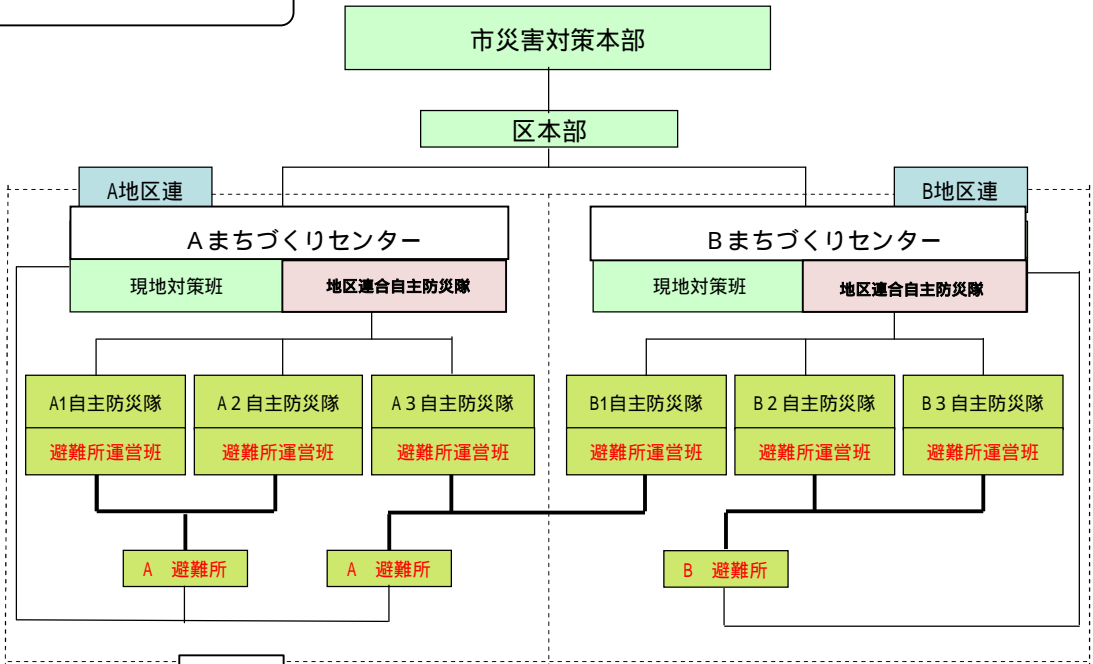 市災害対策本部
区本部
A地区連
B地区連
Aまちづくりセンター
Bまちづくりセンター
現地対策班
地区連合自主防災隊
現地対策班
地区連合自主防災隊
A1自主防災隊
A2自主防災隊
A3自主防災隊
B1自主防災隊
B2自主防災隊
B3自主防災隊
避難所運営班
避難所運営班
避難所運営班
避難所運営班
避難所運営班
避難所運営班
A 避難所
A 避難所
B 避難所